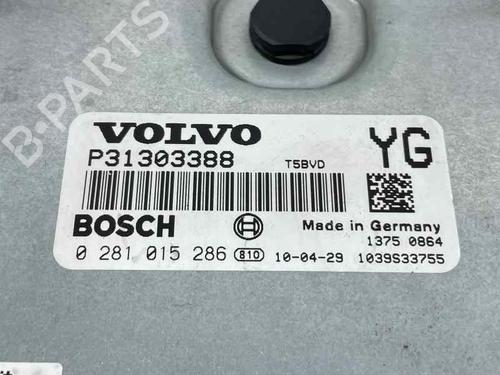 VOLVO
YG
P31303388 T5BVD
BOSCH
Made in Germany
1375 0864
0 281 015 286 810 10-04-29 1039S33755
B-PARTS